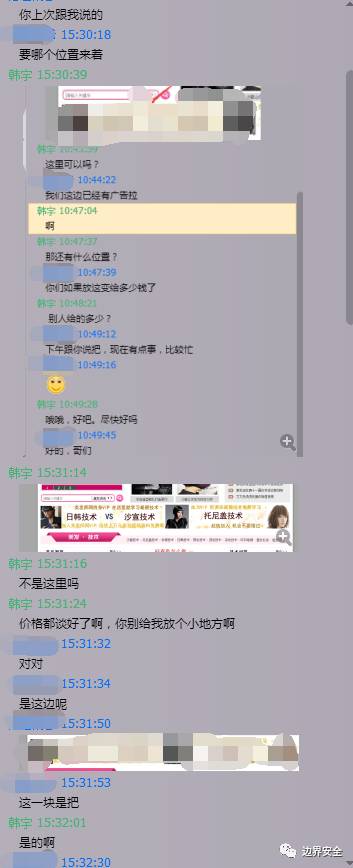 你上次跟我说的
15:30:18
要哪个位置来着
韩宇 15:30:39
这里可以吗？
10:44:22
我们这边已经有广告拉
韩宇 10:47:04
啊
韩宇 10:47:37
那还有什么位置？
10:47:39
你们如果放这变给多少钱了
韩宇 10:48:21
别人给的多少？
10:49:12
下午跟你说把，现在有点事，比较忙
10:49:16
韩宇 10:49:28
哦哦，好吧。尽快好吗
10:49:45
好的，哥们
韩宇 15:31:14
日韩技术 VS 沙宣技术
托尼盖技术
韩宇 15:31:16
不是这里吗
韩宇 15:31:24
价格都谈好了啊，你别给我放个小地方啊
15:31:32
对对
15:31:34
是这边呢
15:31:50
15:31:53
这一块是把
韩宇 15:32:01
是的啊
15:32:30
边界安全